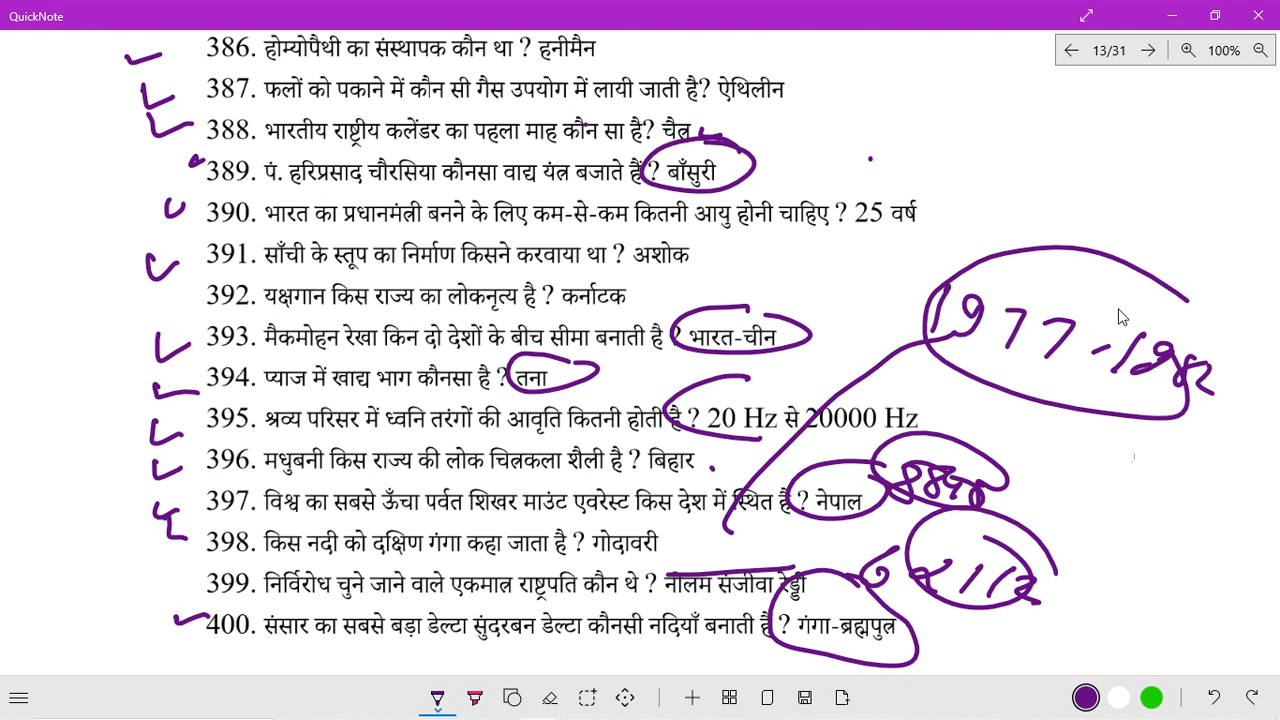 QuickNote
13/31
100%
386. होम्योपैथी का संस्थापक कौन था ? हनीमैन
387. फलों को पकाने में कौन सी गैस उपयोग में लायी जाती है? ऐथिलीन
388. भारतीय राष्ट्रीय कलेंडर का पहला माह कौन सा है? चैत्र
389. पं. हरिप्रसाद चौरसिया कौनसा वाद्य यंत्र बजाते हैं ? बाँसुरी
390. भारत का प्रधानमंत्री बनने के लिए कम-से-कम कितनी आयु होनी चाहिए ? 25 वर्ष
391. साँची के स्तूप का निर्माण किसने करवाया था ? अशोक
392. यक्षगान किस राज्य का लोकनृत्य है ? कर्नाटक
1977-1982
393. मैकमोहन रेखा किन दो देशों के बीच सीमा बनाती है ? भारत-चीन
394. प्याज में खाद्य भाग कौनसा है ? तना
395. श्रव्य परिसर में ध्वनि तरंगों की आवृति कितनी होती है ? 20 Hz से 20000 Hz
396. मधुबनी किस राज्य की लोक चित्रकला शैली है ? बिहार
397. विश्व का सबसे ऊँचा पर्वत शिखर माउंट एवरेस्ट किस देश में स्थित है ? नेपाल
398. किस नदी को दक्षिण गंगा कहा जाता है ? गोदावरी
399. निर्विरोध चुने जाने वाले एकमात्र राष्ट्रपति कौन थे ? नीलम संजीवा रेड्डी
400. संसार का सबसे बड़ा डेल्टा सुंदरबन डेल्टा कौनसी नदियाँ बनाती है ? गंगा-ब्रह्मपुत्र